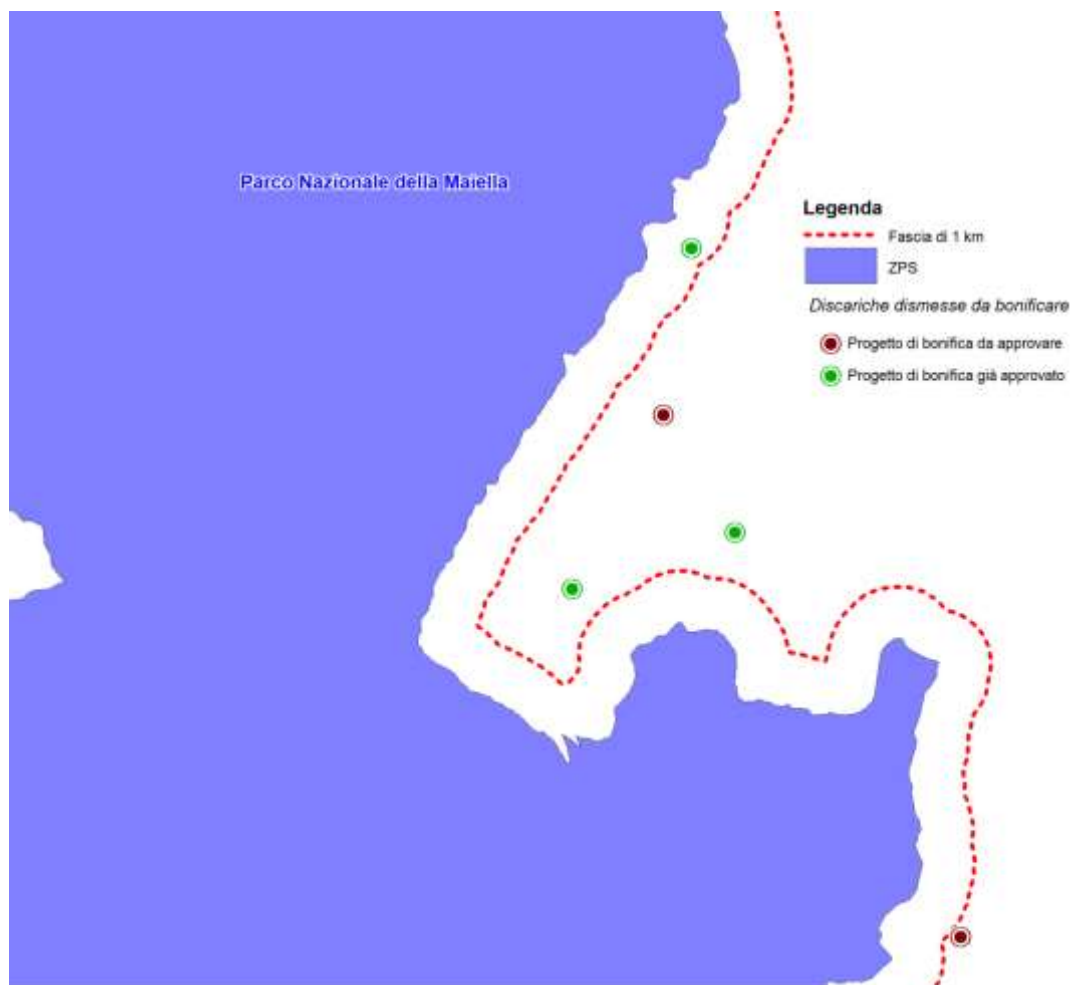 Parco Nazionale della Maiella
Legenda
Fascia di 1 km
ZPS
Discariche dismesse da bonificare
Progetto di bonifica da approvare
Progetto di bonifica già approvato